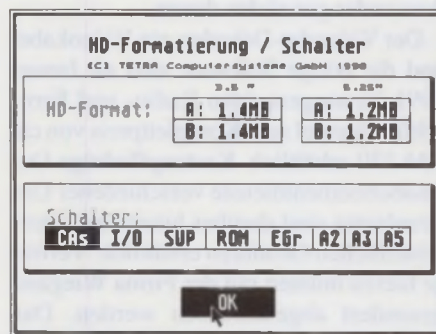 HD-Formatierung / Schalter
(C) TETRA Computersysteme GmbH 1990
3.5" 5.25"
HD-Format: A: 1.4MB A: 1.2MB
B: 1.4MB B: 1.2MB
Schalter:
CAs I/O SUP ROM E6r A2 A3 A5
OK